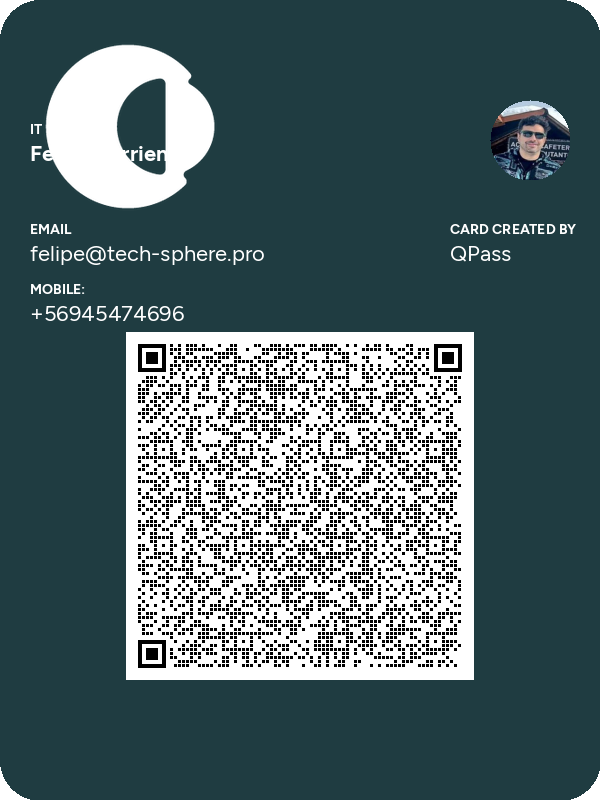 IT
EMAIL
felipe@tech-sphere.pro
MOBILE:
+56945474696
CARD CREATED BY
QPass